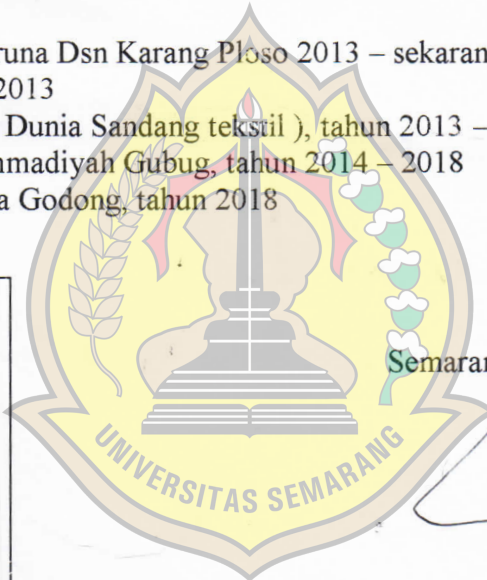 runa Dsn Karang Ploso 2013 – sekaran
2013
Dunia Sandang tekstil ), tahun 2013 –
mmadiyah Gubug, tahun 2014 – 2018
a Godong, tahun 2018
Semaran
UNIVERSITAS SEMARANG